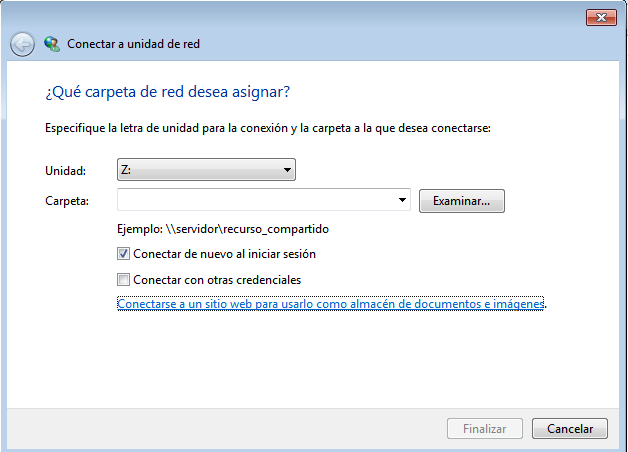 Conectar a unidad de red
¿Qué carpeta de red desea asignar?
Especifique la letra de unidad para la conexión y la carpeta a la que desea conectarse:
Unidad: Z:
Carpeta: Examinar...
Ejemplo: \\servidor\recurso_compartido
Conectar de nuevo al iniciar sesión
Conectar con otras credenciales
Conectarse a un sitio web para usarlo como almacén de documentos e imágenes.
Finalizar Cancelar